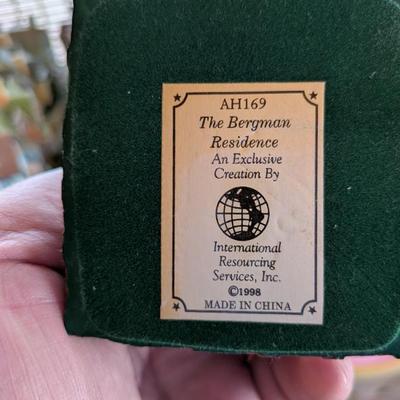 AH169
The Bergman
Residence
An Exclusive
Creation By
International
Resourcing
Services, Inc.
©1998
MADE IN CHINA